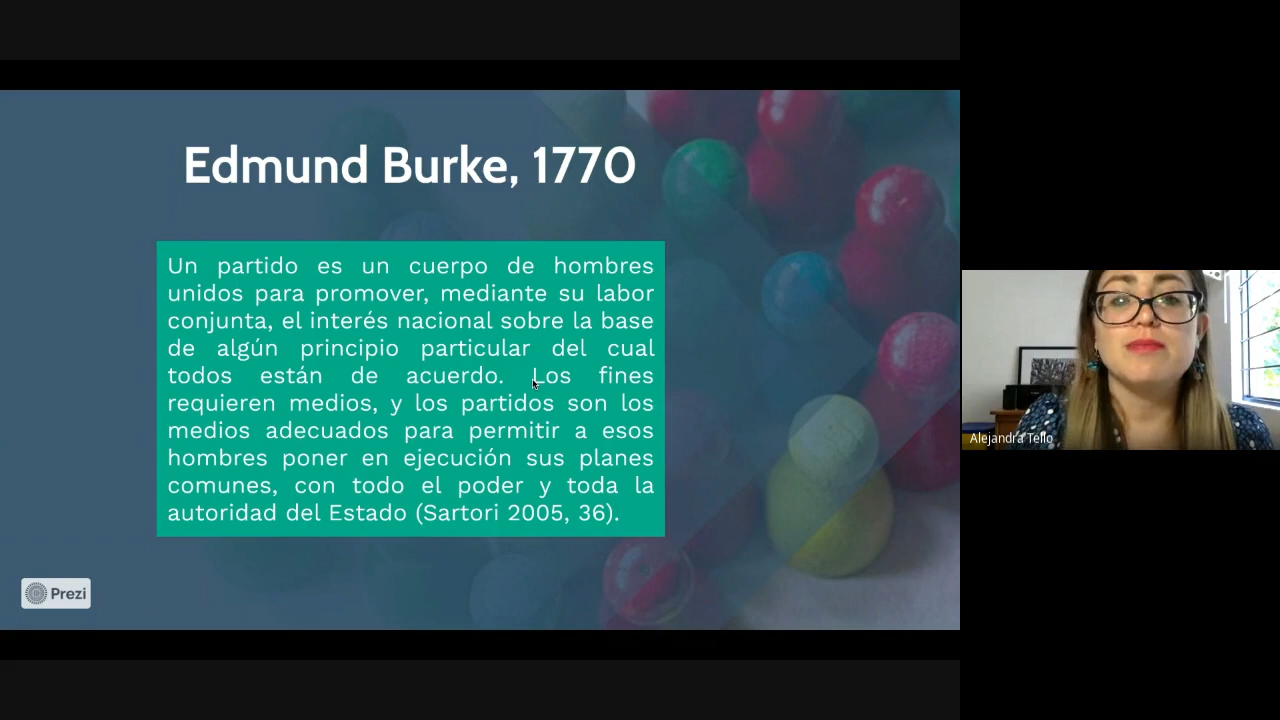 Edmund Burke, 1770
Un partido es un cuerpo de hombres
unidos para promover, mediante su labor
conjunta, el interés nacional sobre la base
de algún principio particular del cual
todos están de acuerdo. Los fines
requieren medios, y los partidos son los
medios adecuados para permitir a esos
hombres poner en ejecución sus planes
comunes, con todo el poder y toda la
autoridad del Estado (Sartori 2005, 36).
Prezi
Alejandra Tello